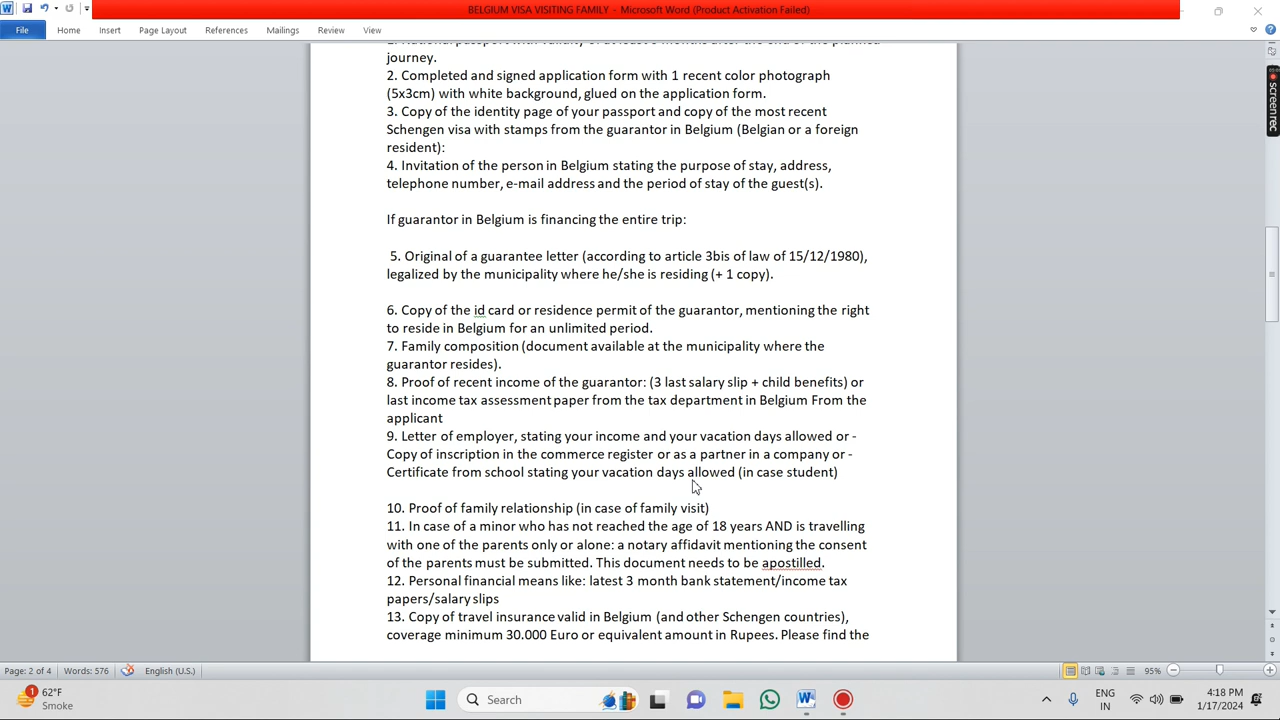 BELGIUM VISA VISITING FAMILY - Microsoft Word (Product Activation Failed)
File Home Insert Page Layout References Mailings Review View
journey.
2. Completed and signed application form with 1 recent color photograph
(5x3cm) with white background, glued on the application form.
3. Copy of the identity page of your passport and copy of the most recent
Schengen visa with stamps from the guarantor in Belgium (Belgian or a foreign
resident):
4. Invitation of the person in Belgium stating the purpose of stay, address,
telephone number, e-mail address and the period of stay of the guest(s).
If guarantor in Belgium is financing the entire trip:
5. Original of a guarantee letter (according to article 3bis of law of 15/12/1980),
legalized by the municipality where he/she is residing (+ 1 copy).
6. Copy of the id card or residence permit of the guarantor, mentioning the right
to reside in Belgium for an unlimited period.
7. Family composition (document available at the municipality where the
guarantor resides).
8. Proof of recent income of the guarantor: (3 last salary slip + child benefits) or
last income tax assessment paper from the tax department in Belgium From the
applicant
9. Letter of employer, stating your income and your vacation days allowed or -
Copy of inscription in the commerce register or as a partner in a company or -
Certificate from school stating your vacation days allowed (in case student)
10. Proof of family relationship (in case of family visit)
11. In case of a minor who has not reached the age of 18 years AND is travelling
with one of the parents only or alone: a notary affidavit mentioning the consent
of the parents must be submitted. This document needs to be apostilled.
12. Personal financial means like: latest 3 month bank statement/income tax
papers/salary slips
13. Copy of travel insurance valid in Belgium (and other Schengen countries),
coverage minimum 30.000 Euro or equivalent amount in Rupees. Please find the
screen rec
Page: 2 of 4 Words: 576 English (U.S.) 95%
1 62°F
Smoke
Search
ENG
IN
4:18 PM
1/17/2024